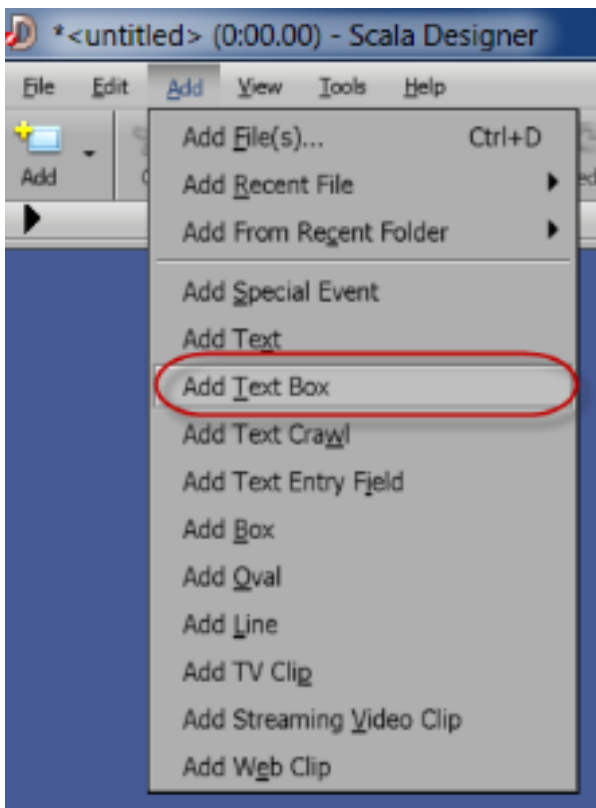 *<untitled> (0:00.00) - Scala Designer
File Edit Add View Tools Help
Add
Add File(s)... Ctrl+D
Add Recent File
Add From Recent Folder
Add Special Event
Add Text
Add Text Box
Add Text Crawl
Add Text Entry Field
Add Box
Add Oval
Add Line
Add TV Clip
Add Streaming Video Clip
Add Web Clip